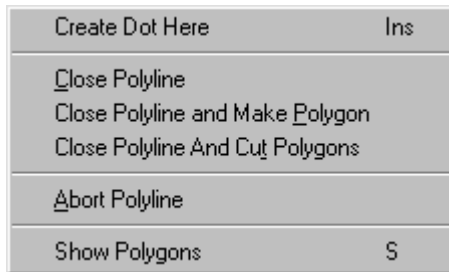 Create Dot Here Ins
Close Polyline
Close Polyline and Make Polygon
Close Polyline And Cut Polygons
Abort Polyline
Show Polygons S